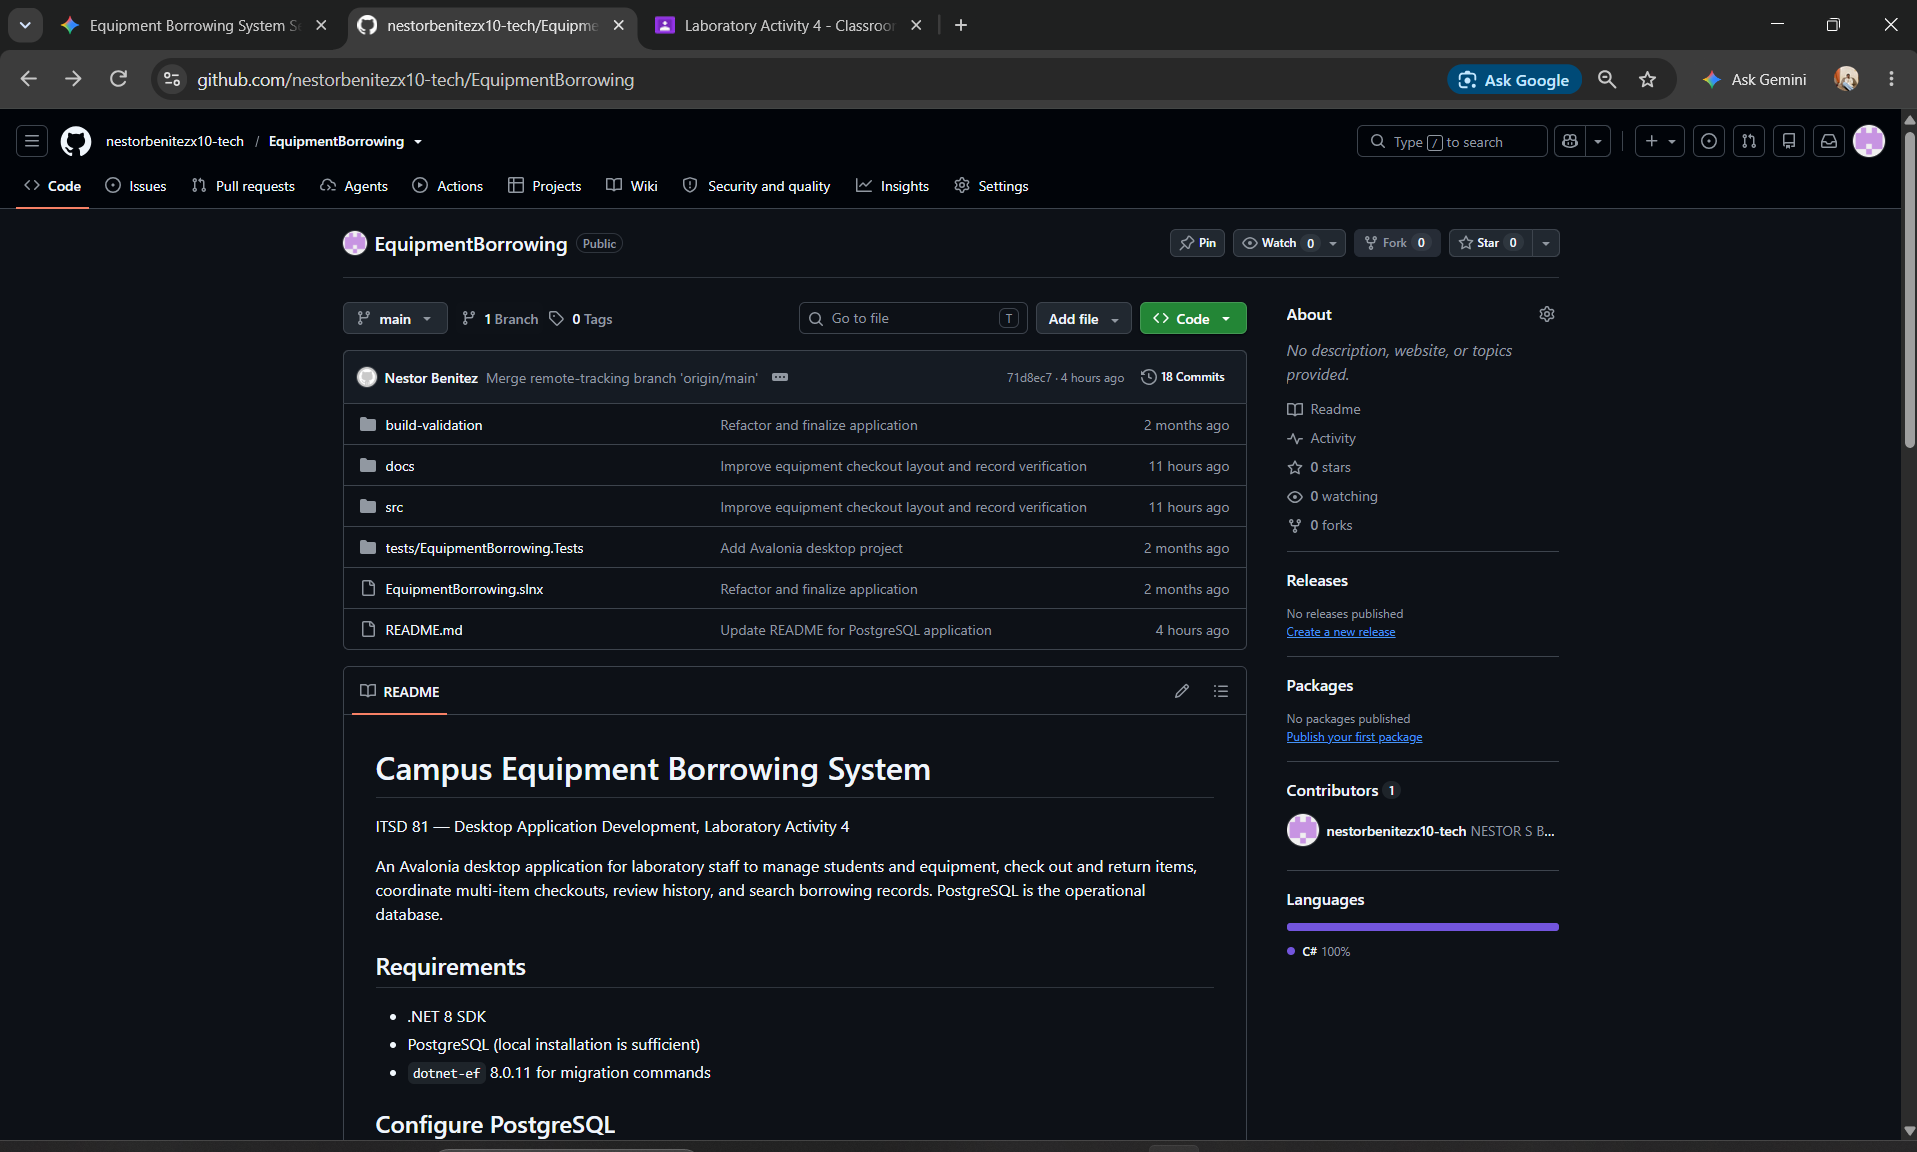 Equipment Borrowing System S
nestorbenitezx10-tech/Equipme
Laboratory Activity 4 - Classroo
github.com/nestorbenitezx10-tech/EquipmentBorrowing
Ask Google
Ask Gemini
nestorbenitezx10-tech / EquipmentBorrowing
Type / to search
Code
Issues
Pull requests
Agents
Actions
Projects
Wiki
Security and quality
Insights
Settings
EquipmentBorrowing
Public
Pin
Watch 0
Fork 0
Star 0
main
1 Branch
0 Tags
Go to file
T
Add file
Code
Nestor Benitez Merge remote-tracking branch 'origin/main'
71d8ec7 · 4 hours ago
18 Commits
build-validation Refactor and finalize application 2 months ago
docs Improve equipment checkout layout and record verification 11 hours ago
src Improve equipment checkout layout and record verification 11 hours ago
tests/EquipmentBorrowing.Tests Add Avalonia desktop project 2 months ago
EquipmentBorrowing.slnx Refactor and finalize application 2 months ago
README.md Update README for PostgreSQL application 4 hours ago
README
Campus Equipment Borrowing System
ITSD 81 — Desktop Application Development, Laboratory Activity 4
An Avalonia desktop application for laboratory staff to manage students and equipment, check out and return items,
coordinate multi-item checkouts, review history, and search borrowing records. PostgreSQL is the operational
database.
Requirements
• .NET 8 SDK
• PostgreSQL (local installation is sufficient)
• dotnet-ef 8.0.11 for migration commands
Configure PostgreSQL
About
No description, website, or topics
provided.
Readme
Activity
0 stars
0 watching
0 forks
Releases
No releases published
Create a new release
Packages
No packages published
Publish your first package
Contributors 1
nestorbenitezx10-tech NESTOR S B...
Languages
C# 100%